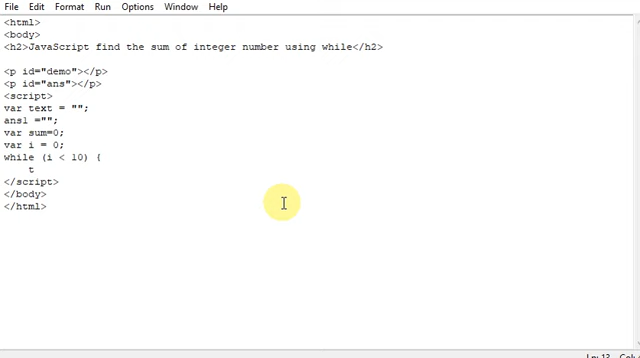 File Edit Format Run Options Window Help
<html>
<body>
<h2>JavaScript find the sum of integer number using while</h2>
<p id="demo"></p>
<p id="ans"></p>
<script>
var text = "";
ans1 ="";
var sum=0;
var i = 0;
while (i < 10) {
t
</script>
</body>
</html>